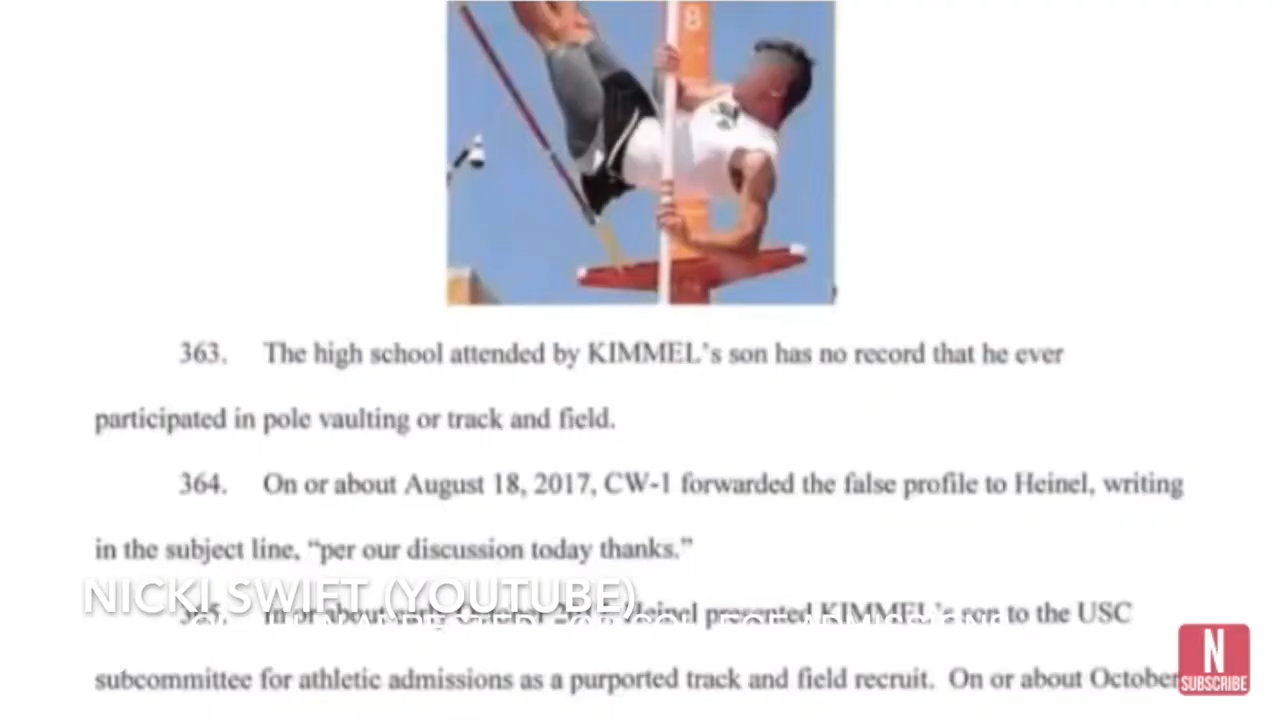 8
363. The high school attended by KIMMEL's son has no record that he ever
participated in pole vaulting or track and field.
364. On or about August 18, 2017, CW-1 forwarded the false profile to Heinel, writing
in the subject line, “per our discussion today thanks.”
NICKI SWIFT (YOUTUBE)
Heinel presented KIMMEL's son to the USC
subcommittee for athletic admissions as a purported track and field recruit. On or about October
N
SUBSCRIBE